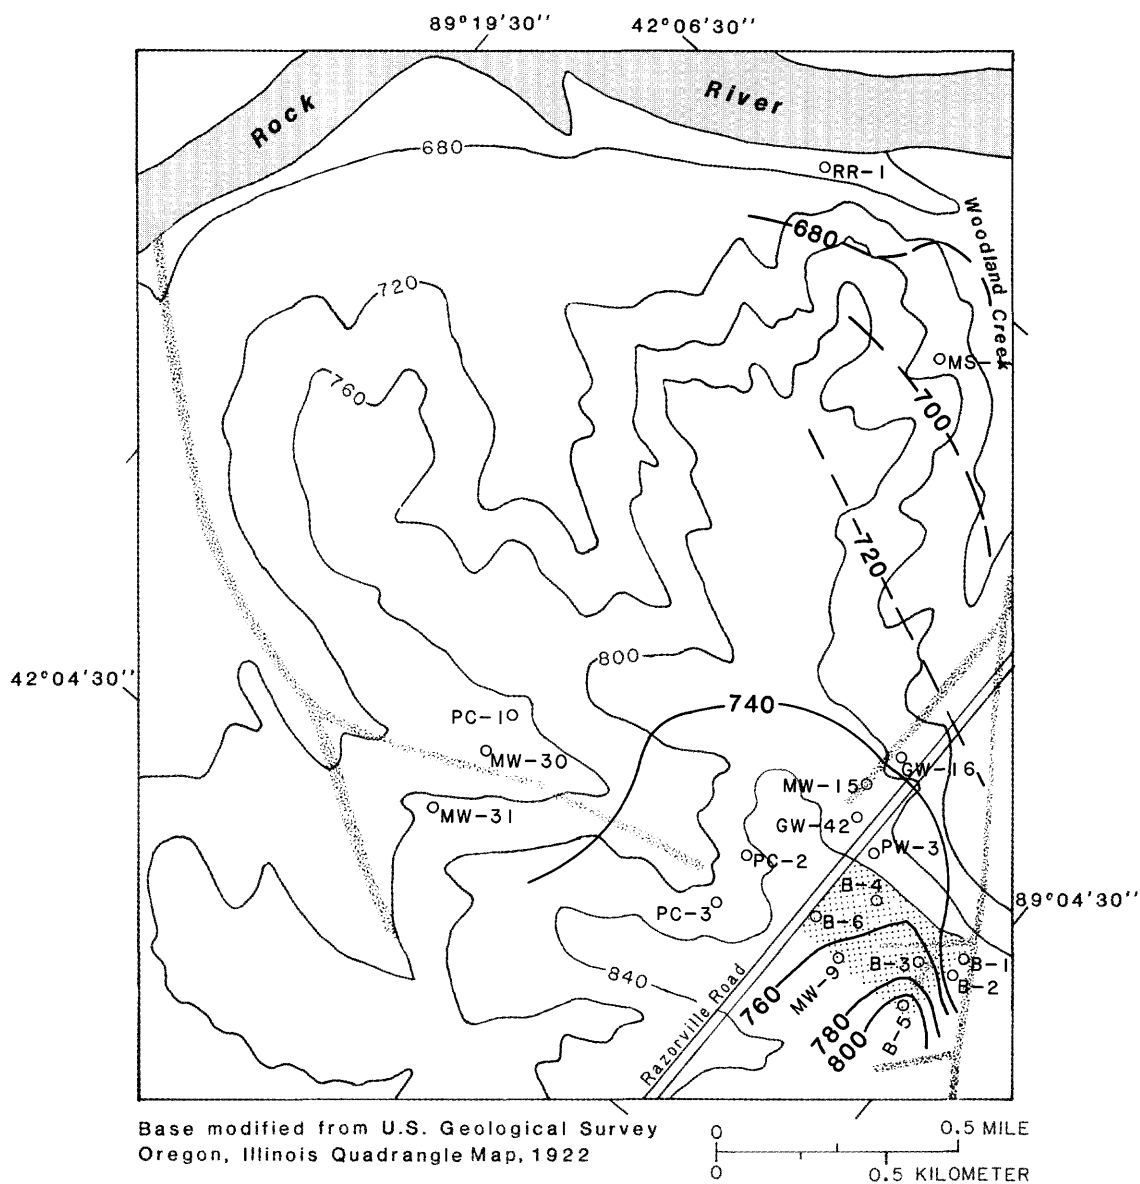 89°19'30''
42°06'30''
Rock
River
680
RR-1
Woodland Creek
680
720
MS-1
760
700
720
800
42°04'30''
740
PC-1
MW-30
GW-16
MW-15
MW-31
GW-42
PW-3
PC-2
B-4
89°04'30''
PC-3
B-6
B-3
B-1
840
MW-9
B-2
Razorville Road
760
780
B-5
800
Base modified from U.S. Geological Survey
Oregon, Illinois Quadrangle Map, 1922
0 0.5 MILE
0 0.5 KILOMETER